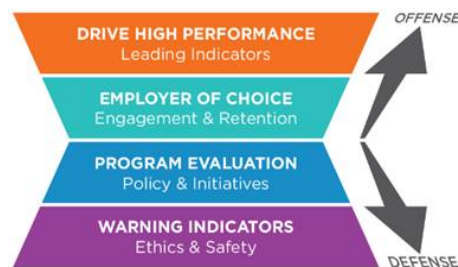 OFFENSE
DRIVE HIGH PERFORMANCE
Leading Indicators
EMPLOYER OF CHOICE
Engagement & Retention
PROGRAM EVALUATION
Policy & Initiatives
WARNING INDICATORS
Ethics & Safety
DEFENSE